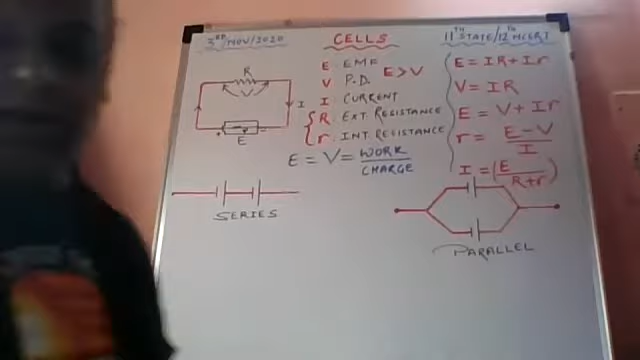 3RD NOV/2020
CELLS
11TH STATE/12TH NCERT
R
V
I
+ E -
E EMF
V P.D E>V
I CURRENT
R EXT. RESISTANCE
r INT. RESISTANCE
E = V = WORK/CHARGE
E = IR + Ir
V = IR
E = V + Ir
r = E-V/I
I = (E/R+r)
SERIES
PARALLEL